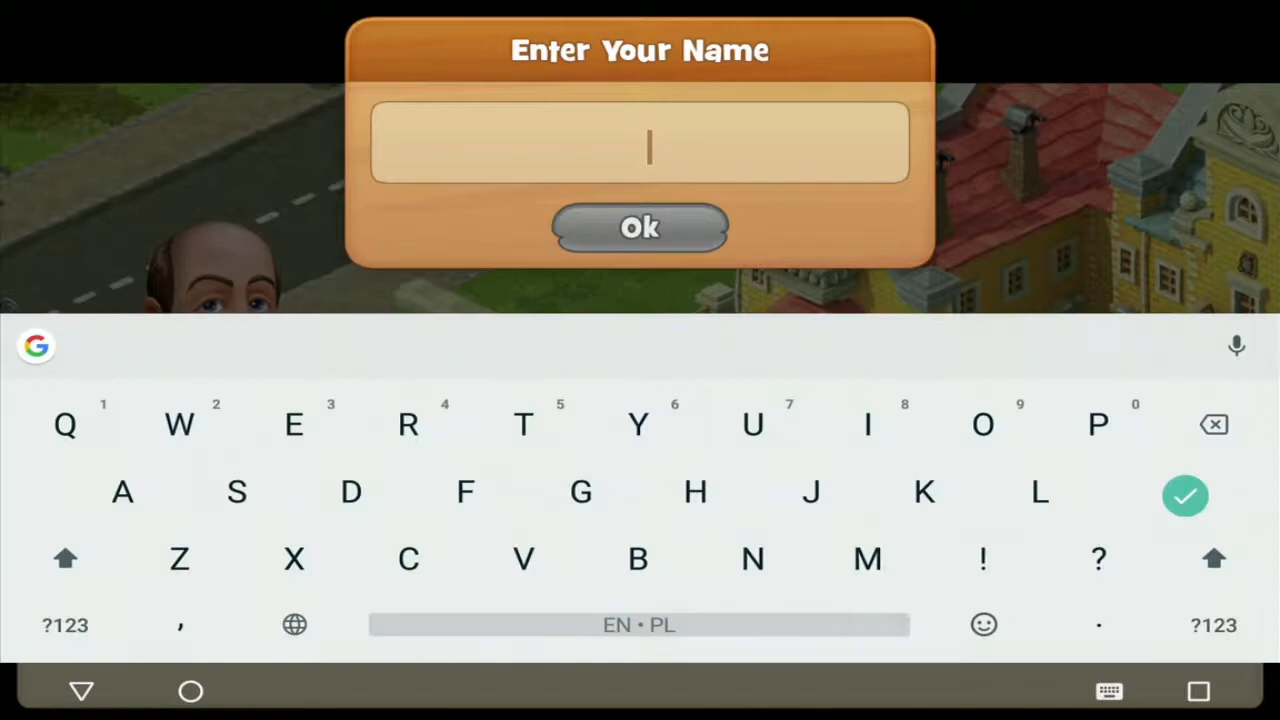 Enter Your Name
Ok
1 2 3 4 5 6 7 8 9 0
Q W E R T Y U I O P
A S D F G H J K L
Z X C V B N M ! ?
?123 , EN • PL . ?123